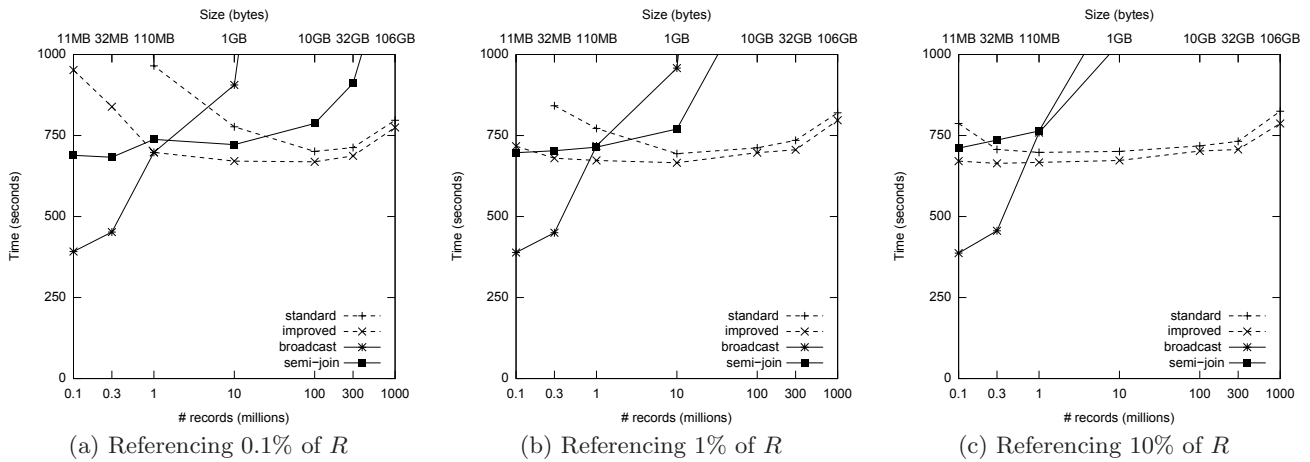 Size (bytes)
11MB 32MB 110MB 1GB 10GB 32GB 106GB
1000
750
500
250
0
Time (seconds)
standard
improved
broadcast
semi-join
0.1 0.3 1 10 100 300 1000
# records (millions)
(a) Referencing 0.1% of R
Size (bytes)
11MB 32MB 110MB 1GB 10GB 32GB 106GB
1000
750
500
250
0
Time (seconds)
standard
improved
broadcast
semi-join
0.1 0.3 1 10 100 300 1000
# records (millions)
(b) Referencing 1% of R
Size (bytes)
11MB 32MB 110MB 1GB 10GB 32GB 106GB
1000
750
500
250
0
Time (seconds)
standard
improved
broadcast
semi-join
0.1 0.3 1 10 100 300 1000
# records (millions)
(c) Referencing 10% of R